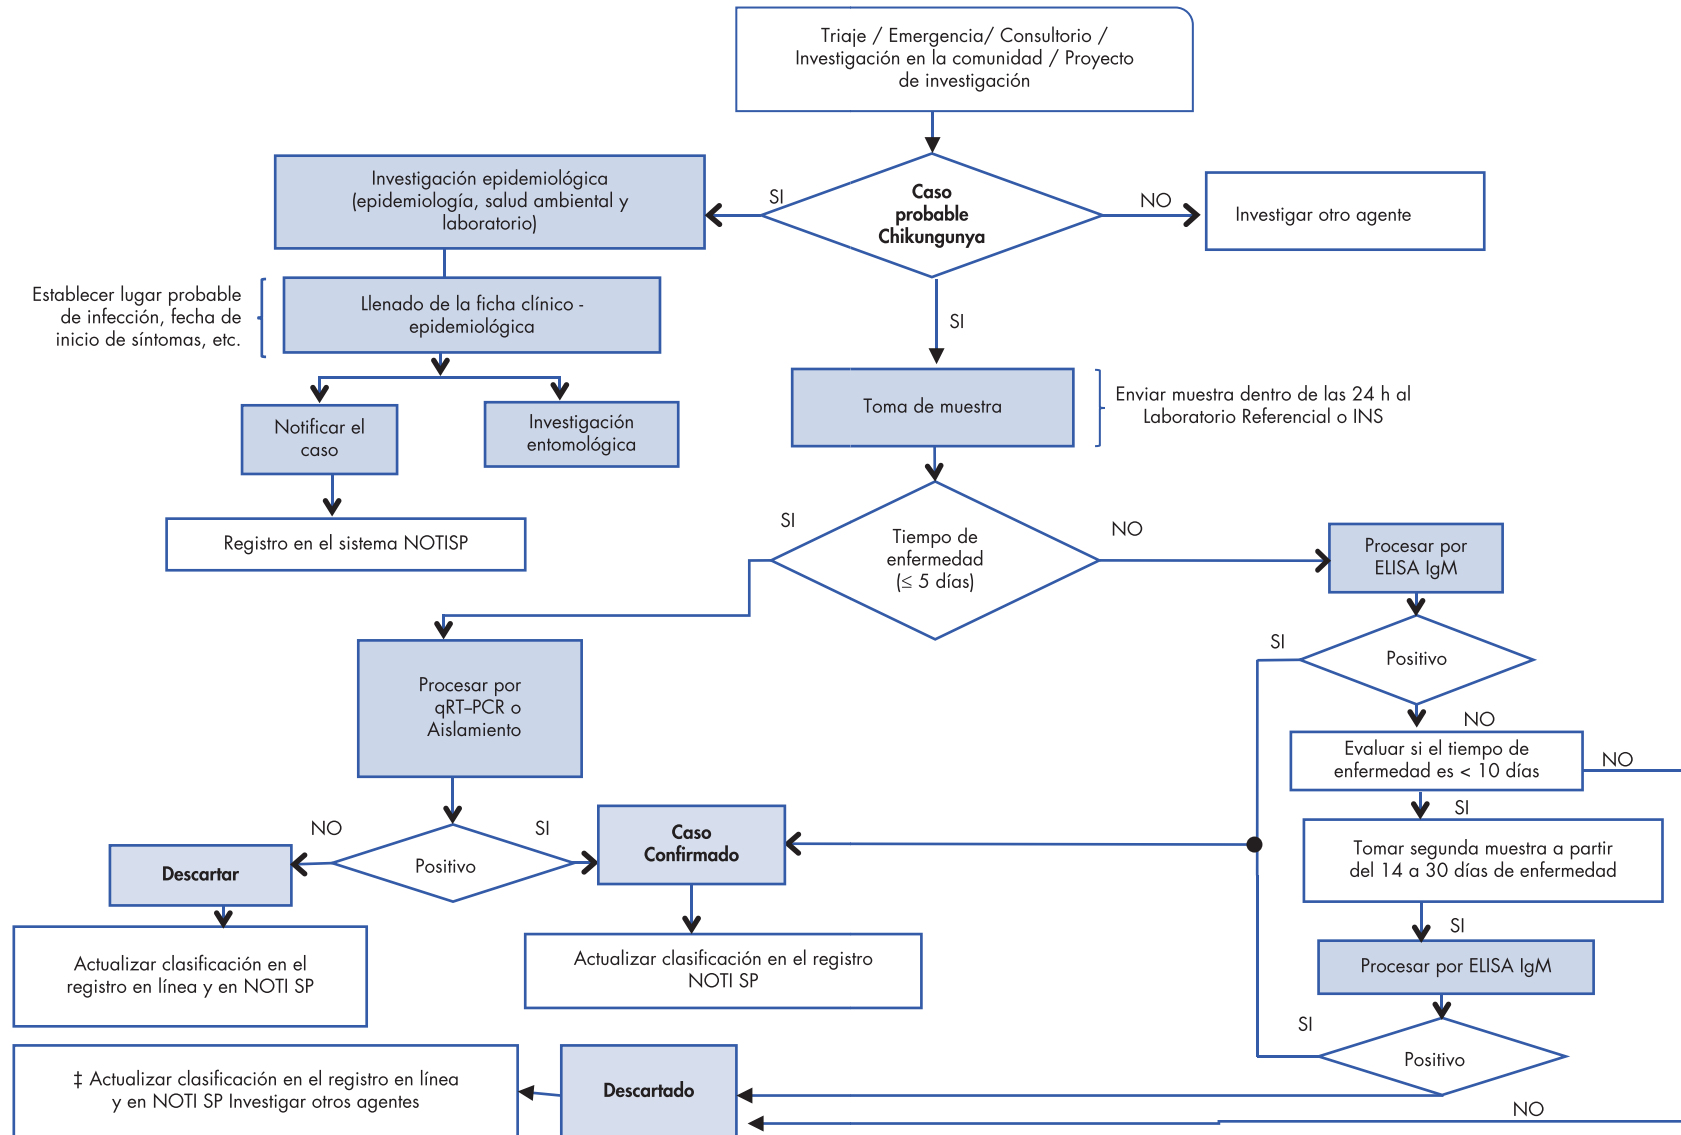 Triaje / Emergencia/ Consultorio /
Investigación en la comunidad / Proyecto
de investigación
Caso
probable
Chikungunya
SI
NO
Investigación epidemiológica
(epidemiología, salud ambiental y
laboratorio)
Investigar otro agente
Establecer lugar probable
de infección, fecha de
inicio de síntomas, etc.
Llenado de la ficha clínico -
epidemiológica
SI
Notificar el
caso
Investigación
entomológica
Toma de muestra
Enviar muestra dentro de las 24 h al
Laboratorio Referencial o INS
Registro en el sistema NOTISP
SI
Tiempo de
enfermedad
(≤ 5 días)
NO
Procesar por
ELISA IgM
SI
Positivo
NO
Procesar por
qRT–PCR o
Aislamiento
Evaluar si el tiempo de
enfermedad es < 10 días
NO
SI
NO
Positivo
SI
Caso
Confirmado
Tomar segunda muestra a partir
del 14 a 30 días de enfermedad
Descartar
SI
Actualizar clasificación en el
registro en línea y en NOTI SP
Actualizar clasificación en el registro
NOTI SP
Procesar por ELISA IgM
SI
Positivo
‡ Actualizar clasificación en el registro en línea
y en NOTI SP Investigar otros agentes
Descartado
NO